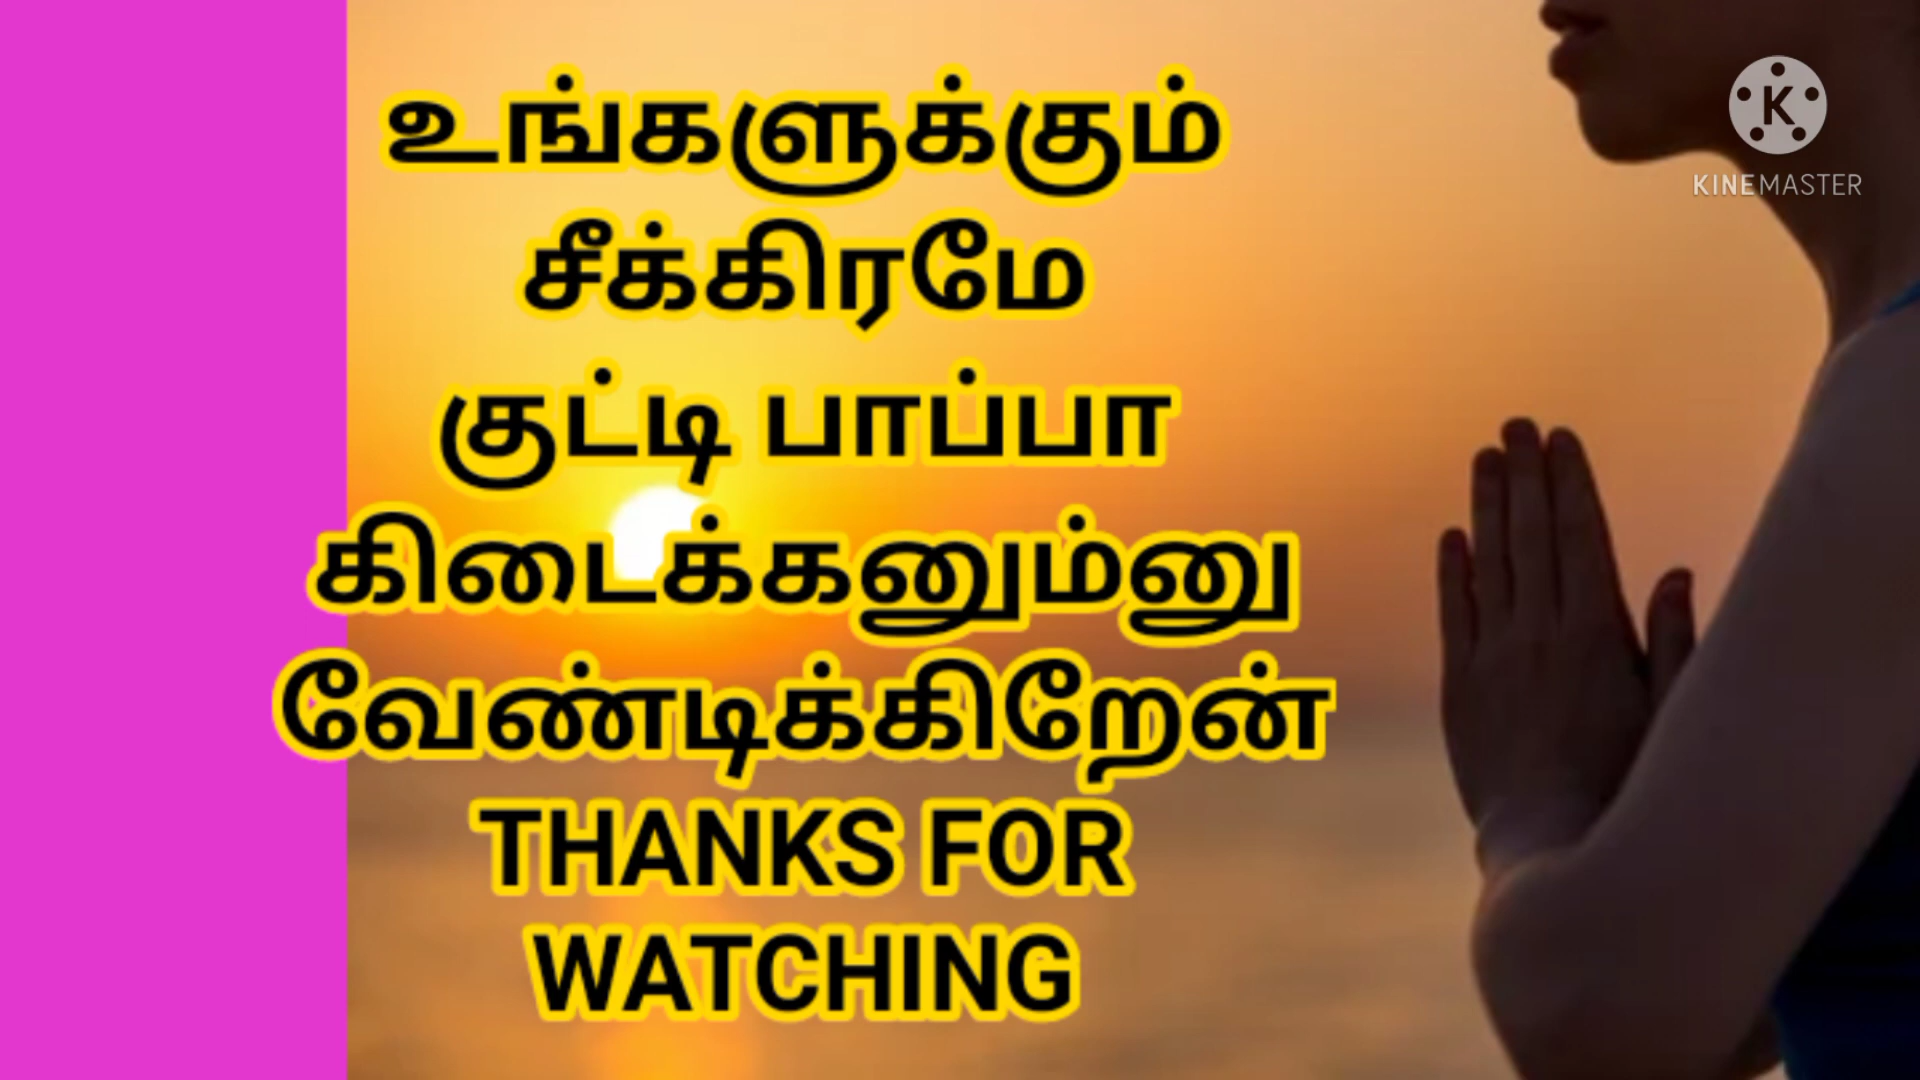 உங்களுக்கும்
சீக்கிரமே
குட்டி பாப்பா
கிடைக்கனும்னு
வேண்டிக்கிறேன்
THANKS FOR
WATCHING
K
KINEMASTER